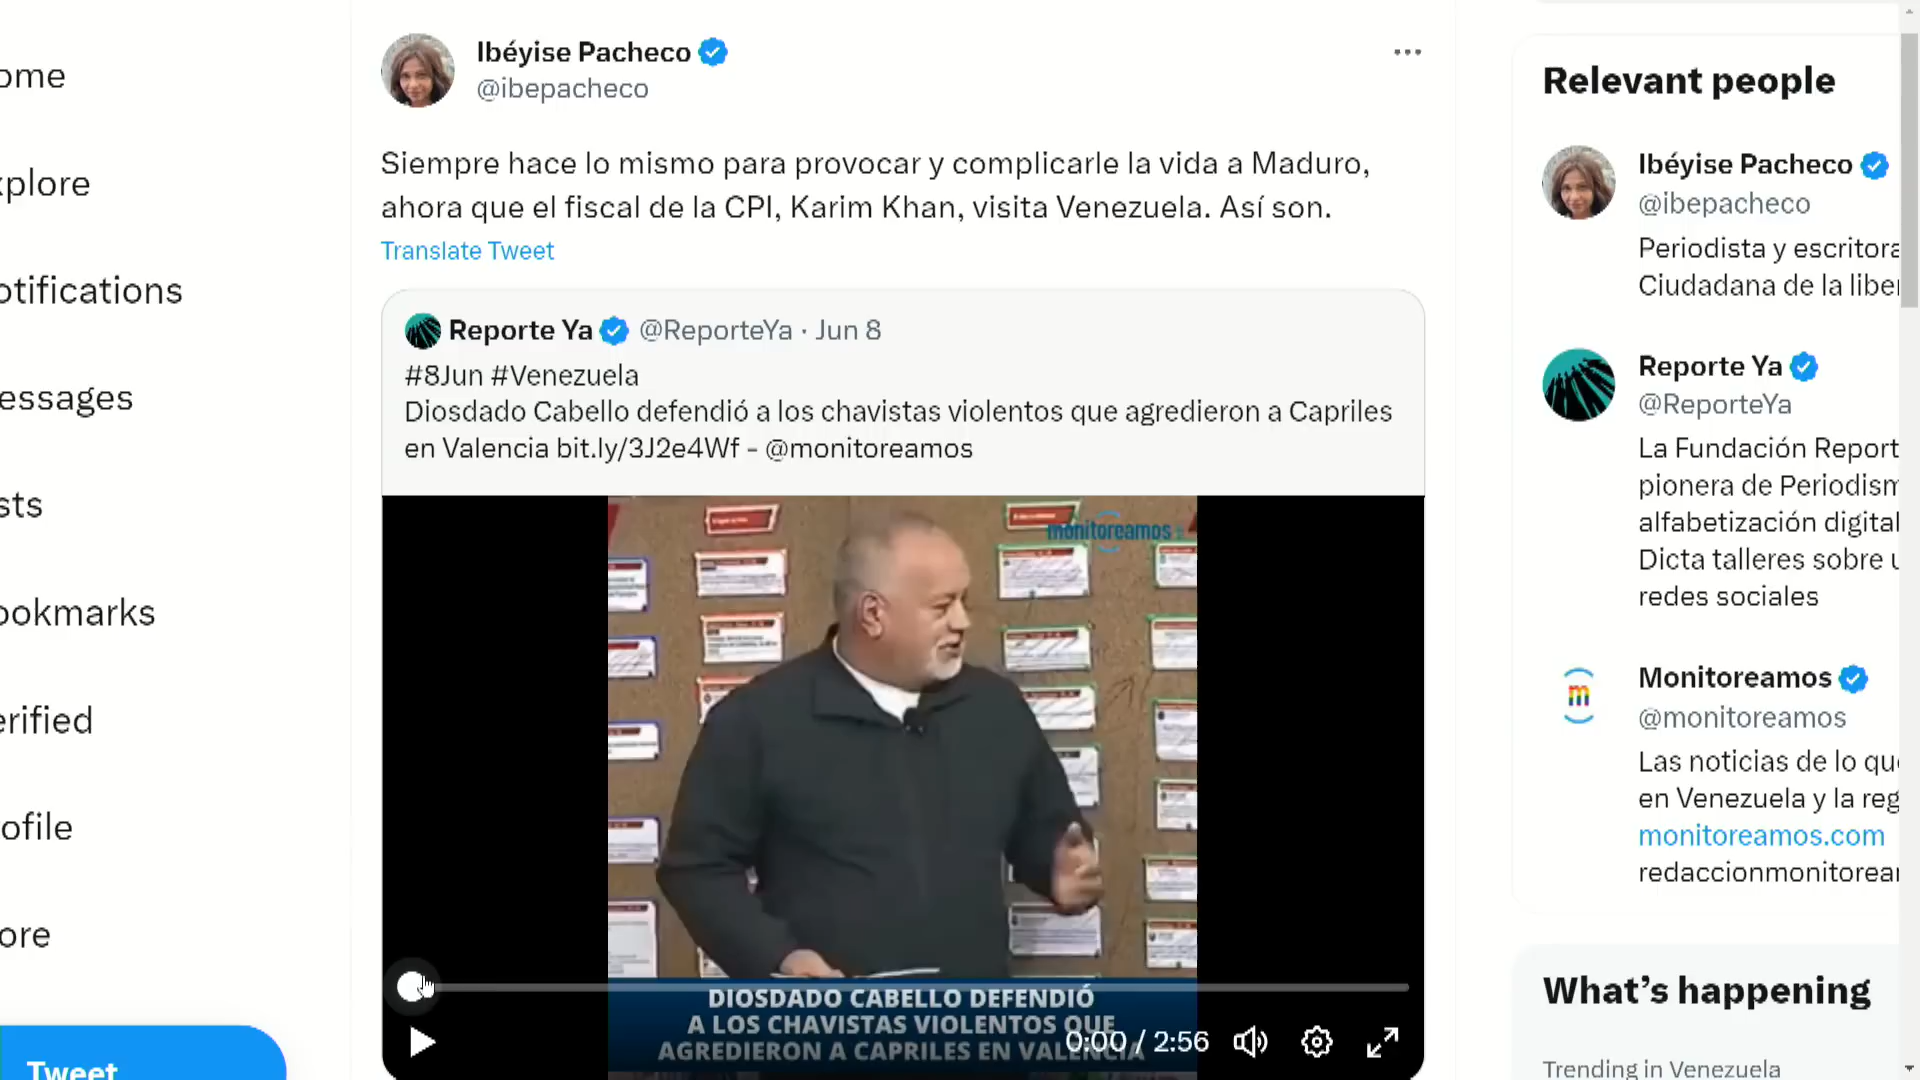 ome
xplore
otifications
essages
sts
ookmarks
erified
ofile
ore
Tweet
Ibéyise Pacheco
@ibepacheco
Siempre hace lo mismo para provocar y complicarle la vida a Maduro,
ahora que el fiscal de la CPI, Karim Khan, visita Venezuela. Así son.
Translate Tweet
Reporte Ya @ReporteYa · Jun 8
#8Jun #Venezuela
Diosdado Cabello defendió a los chavistas violentos que agredieron a Capriles
en Valencia bit.ly/3J2e4Wf - @monitoreamos
monitoreamos
DIOSDADO CABELLO DEFENDIÓ
A LOS CHAVISTAS VIOLENTOS QUE
AGREDIERON A CAPRILES EN VALENCIA
0:00 / 2:56
Relevant people
Ibéyise Pacheco
@ibepacheco
Periodista y escritora
Ciudadana de la liber
Reporte Ya
@ReporteYa
La Fundación Report
pionera de Periodism
alfabetización digital
Dicta talleres sobre u
redes sociales
m
Monitoreamos
@monitoreamos
Las noticias de lo qu
en Venezuela y la reg
monitoreamos.com
redaccionmonitorear
What's happening
Trending in Venezuela